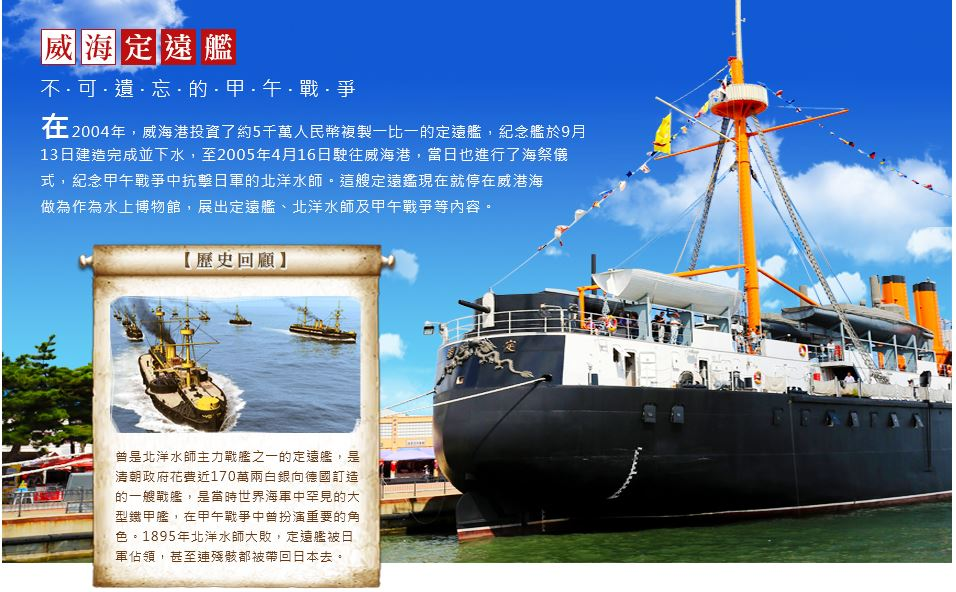 威海定遠艦
不.可.遺.忘.的.甲.午.戰.爭
在2004年，威海港投資了約5千萬人民幣複製一比一的定遠艦，紀念艦於9月
13日建造完成並下水，至2005年4月16日駛往威海港，當日也進行了海祭儀
式，紀念甲午戰爭中抗擊日軍的北洋水師。這艘定遠鑑現在就停在威港海
做為作為水上博物館，展出定遠艦、北洋水師及甲午戰爭等內容。
【歷史回顧】
曾是北洋水師主力戰艦之一的定遠艦，是
清朝政府花費近170萬兩白銀向德國訂造
的一艘戰艦，是當時世界海軍中罕見的大
型鐵甲艦，在甲午戰爭中曾扮演重要的角
色。1895年北洋水師大敗，定遠艦被日
軍佔領，甚至連殘骸都被帶回日本去。
定